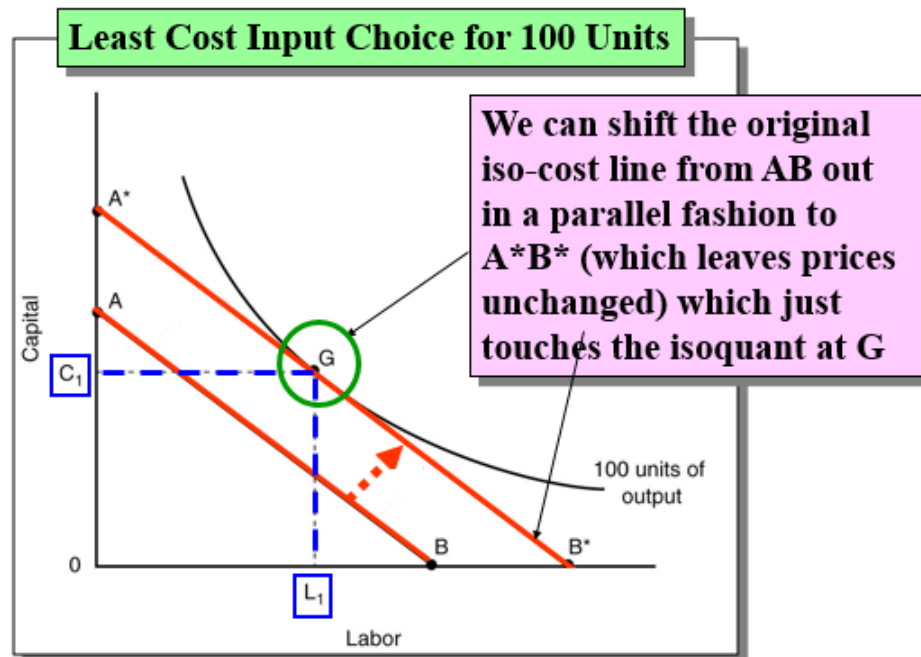 Least Cost Input Choice for 100 Units
We can shift the original
iso-cost line from AB out
in a parallel fashion to
A*B* (which leaves prices
unchanged) which just
touches the isoquant at G
A*
A
Capital
G
C₁
100 units of
output
0
B
B*
L₁
Labor